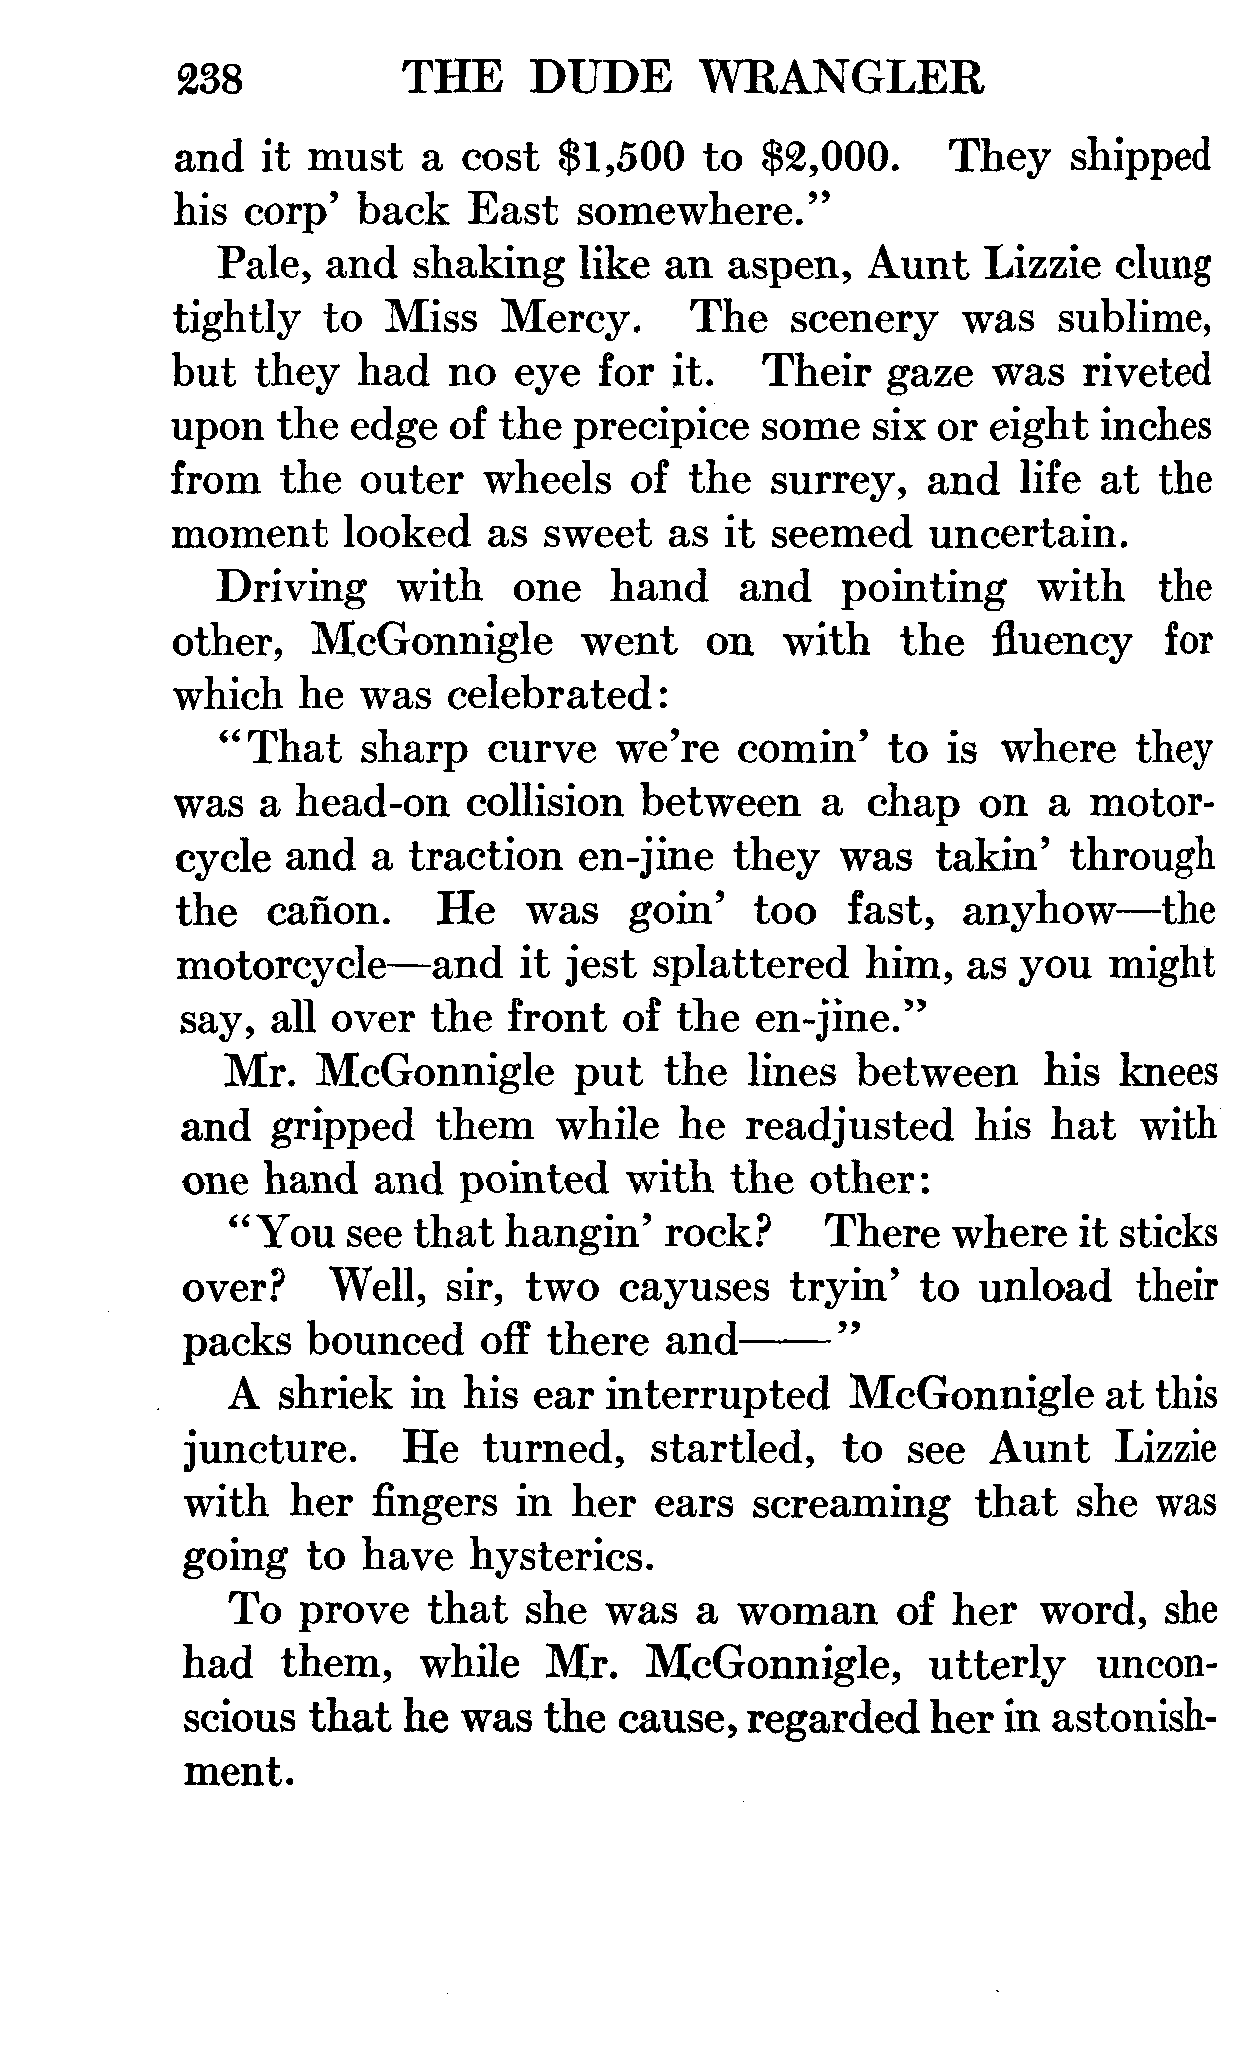 238 THE DUDE WRANGLER
and it must a cost $1,500 to $2,000. They shipped
his corp’ back East somewhere.”
Pale, and shaking like an aspen, Aunt Lizzie clung
tightly to Miss Mercy. The scenery was sublime,
but they had no eye for it. Their gaze was riveted
upon the edge of the precipice some six or eight inches
from the outer wheels of the surrey, and life at the
moment looked as sweet as it seemed uncertain.
Driving with one hand and pointing with the
other, McGonnigle went on with the fluency for
which he was celebrated:
“That sharp curve we’re comin’ to is where they
was a head-on collision between a chap on a motor-
cycle and a traction en-jine they was takin’ through
the cañon. He was goin’ too fast, anyhow—the
motorcycle—and it jest splattered him, as you might
say, all over the front of the en-jine.”
Mr. McGonnigle put the lines between his knees
and gripped them while he readjusted his hat with
one hand and pointed with the other:
“You see that hangin’ rock? There where it sticks
over? Well, sir, two cayuses tryin’ to unload their
packs bounced off there and——”
A shriek in his ear interrupted McGonnigle at this
juncture. He turned, startled, to see Aunt Lizzie
with her fingers in her ears screaming that she was
going to have hysterics.
To prove that she was a woman of her word, she
had them, while Mr. McGonnigle, utterly uncon-
scious that he was the cause, regarded her in astonish-
ment.